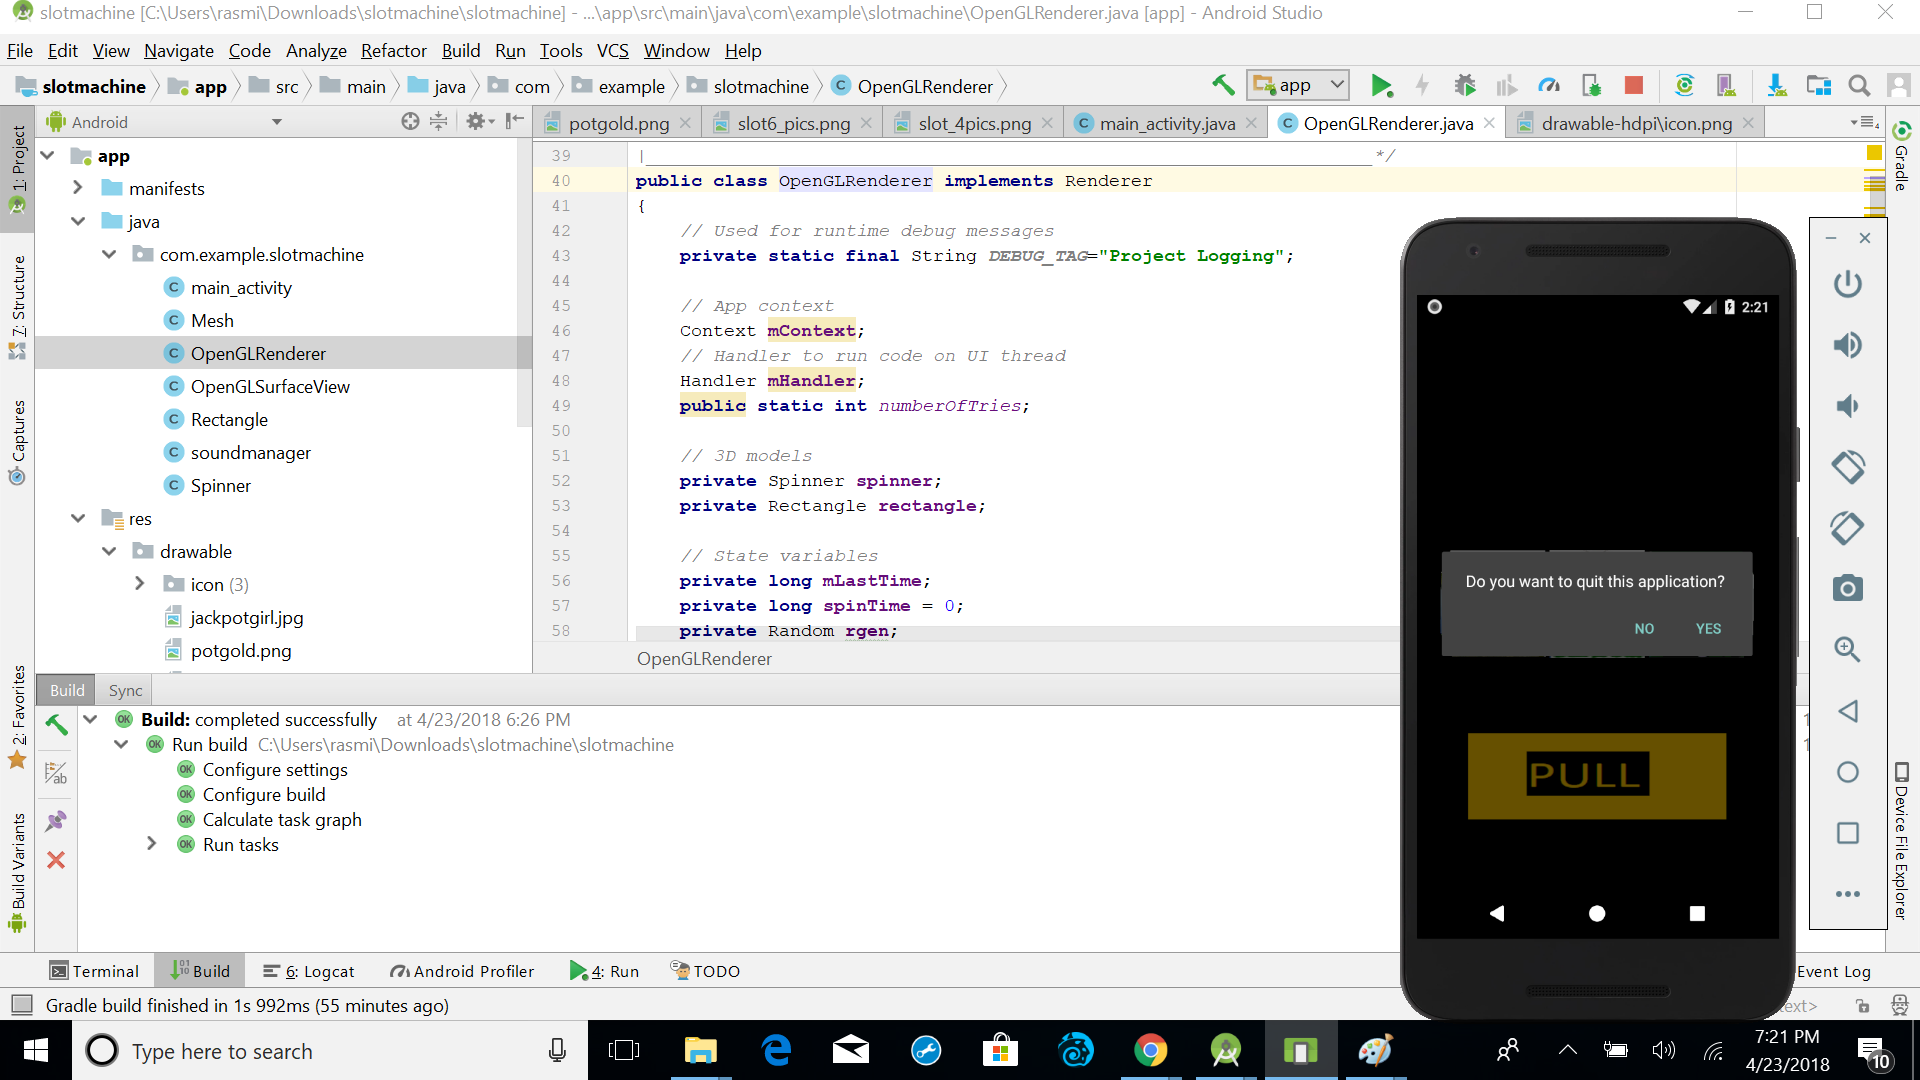 slotmachine [C:\Users\rasmi\Downloads\slotmachine\slotmachine] - ...\app\src\main\java\com\example\slotmachine\OpenGLRenderer.java [app] - Android Studio
File Edit View Navigate Code Analyze Refactor Build Run Tools VCS Window Help
slotmachine app src main java com example slotmachine OpenGLRenderer app
Android
potgold.png slot6_pics.png slot_4pics.png main_activity.java OpenGLRenderer.java drawable-hdpi\icon.png
1: Project
7: Structure
Captures
2: Favorites
Build Variants
app
manifests
java
com.example.slotmachine
main_activity
Mesh
OpenGLRenderer
OpenGLSurfaceView
Rectangle
soundmanager
Spinner
res
drawable
icon (3)
jackpotgirl.jpg
potgold.png
39 |___*/
40 public class OpenGLRenderer implements Renderer
41 {
42 // Used for runtime debug messages
43 private static final String DEBUG_TAG="Project Logging";
44
45 // App context
46 Context mContext;
47 // Handler to run code on UI thread
48 Handler mHandler;
49 public static int numberOfTries;
50
51 // 3D models
52 private Spinner spinner;
53 private Rectangle rectangle;
54
55 // State variables
56 private long mLastTime;
57 private long spinTime = 0;
58 private Random rgen;
OpenGLRenderer
2:21
Do you want to quit this application?
NO YES
PULL
Gradle
Device File Explorer
Build Sync
Build: completed successfully at 4/23/2018 6:26 PM
Run build C:\Users\rasmi\Downloads\slotmachine\slotmachine
Configure settings
Configure build
Calculate task graph
Run tasks
Terminal Build 6: Logcat Android Profiler 4: Run TODO Event Log
Gradle build finished in 1s 992ms (55 minutes ago)
Type here to search
7:21 PM
4/23/2018
10